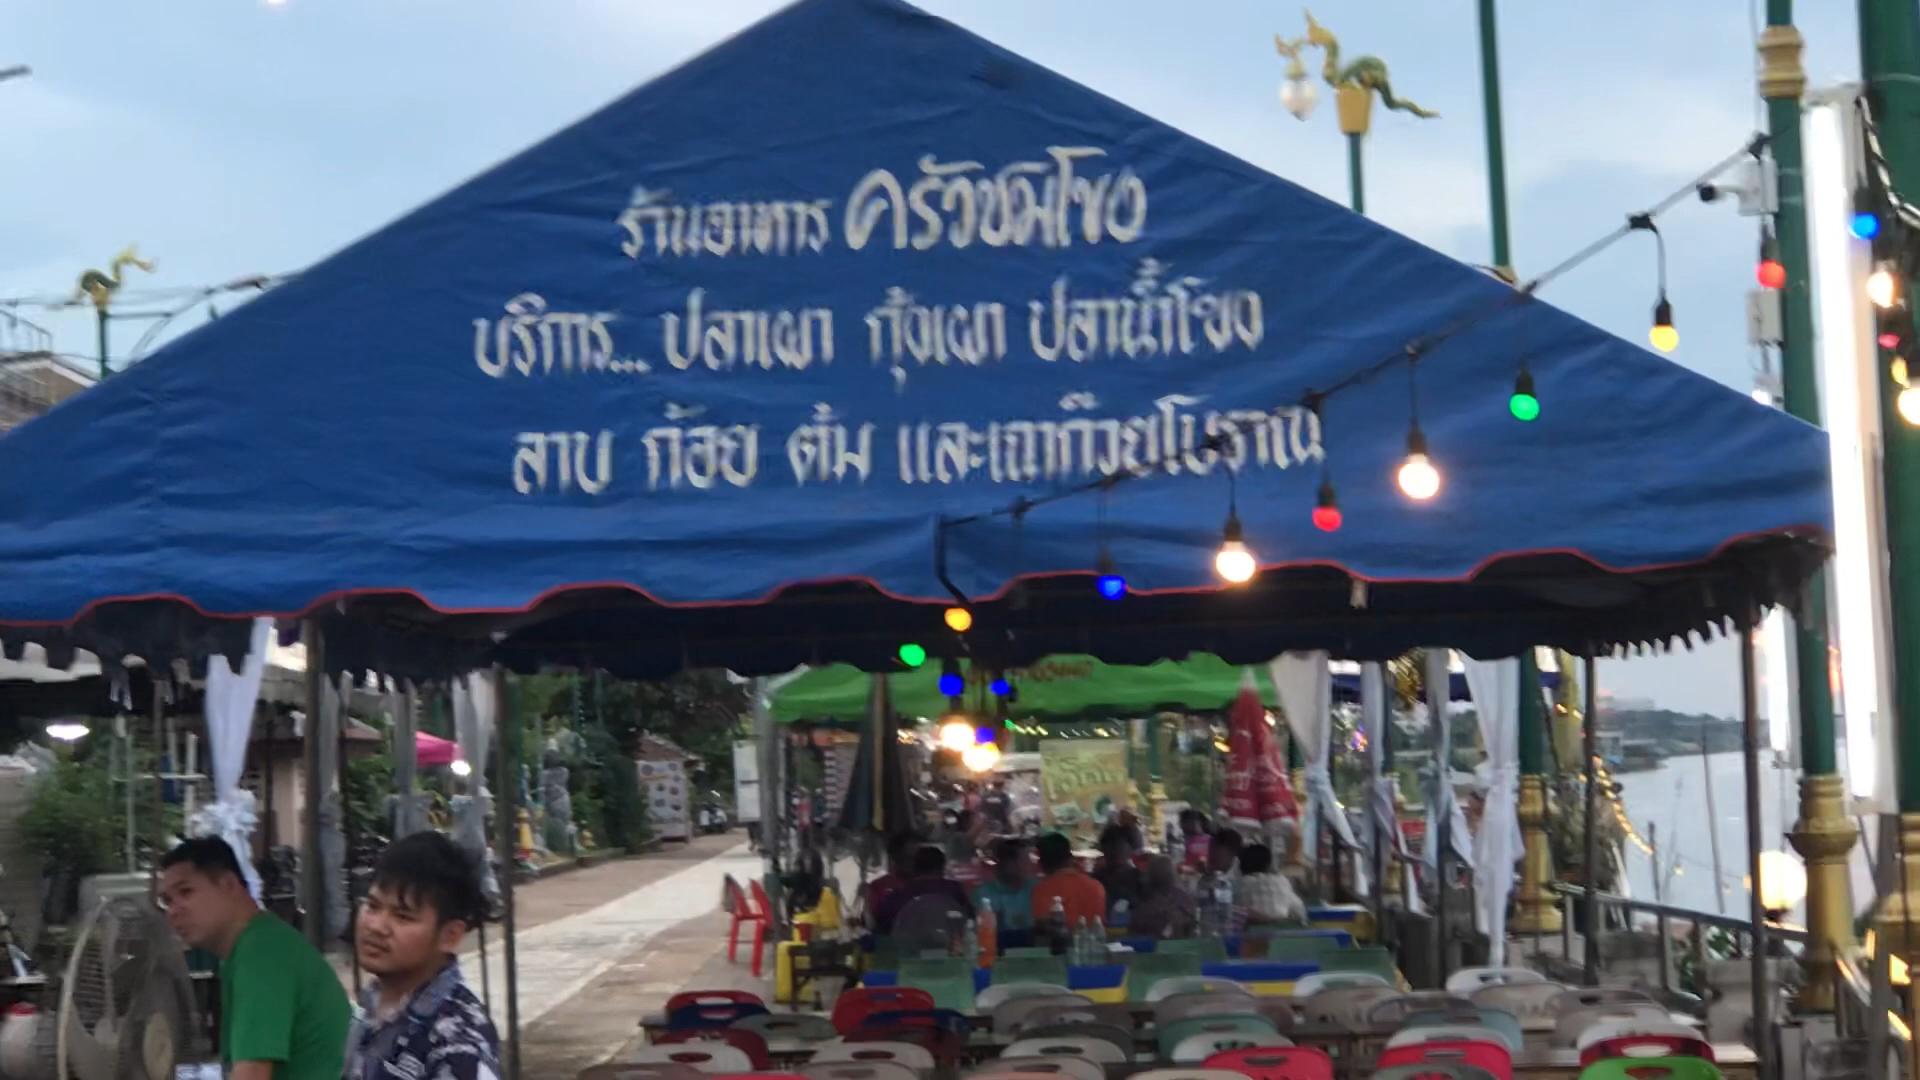 ร้านอาหาร ครัวชมโขง
บริการ... ปลาเผา กุ้งเผา ปลาน้ำโขง
ลาบ ก้อย ต้ม และเฉาก๊วยโบราณ